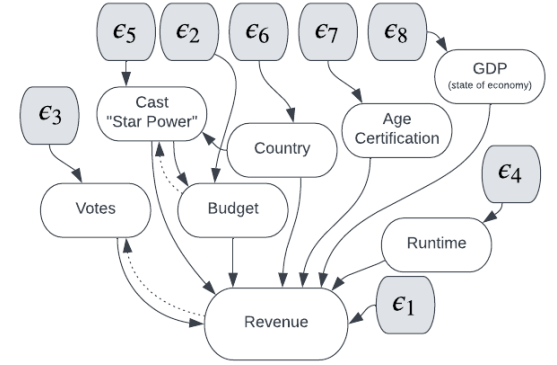 ϵ5
ϵ2
ϵ6
ϵ7
ϵ8
GDP
(state of economy)
ϵ3
Cast
"Star Power"
Age
Certification
Country
ϵ4
Votes
Budget
Runtime
Revenue
ϵ1